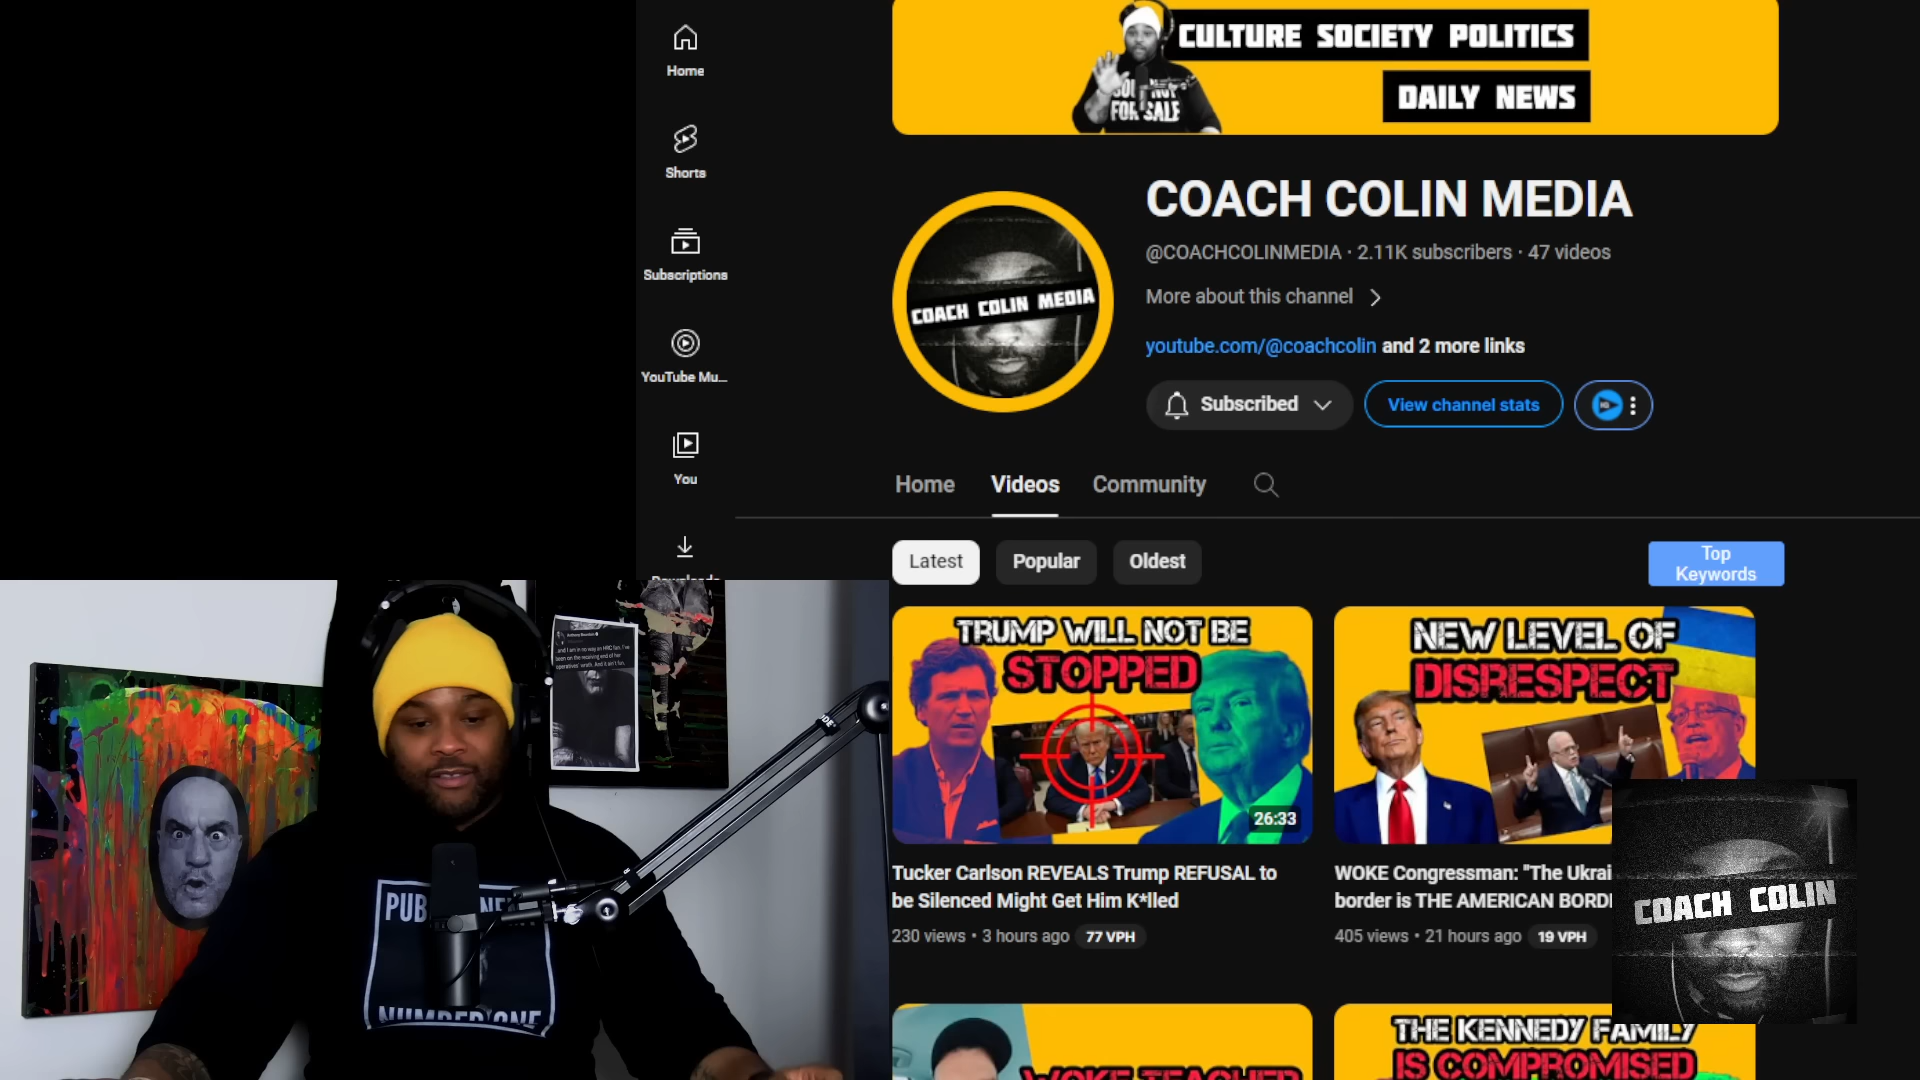 CULTURE SOCIETY POLITICS
DAILY NEWS
FOR SALE
Home
Shorts
Subscriptions
YouTube Mu...
You
COACH COLIN MEDIA
COACH COLIN MEDIA
@COACHCOLINMEDIA · 2.11K subscribers · 47 videos
More about this channel
youtube.com/@coachcolin and 2 more links
Subscribed
View channel stats
Home
Videos
Community
Latest
Popular
Oldest
Top
Keywords
TRUMP WILL NOT BE
STOPPED
26:33
Tucker Carlson REVEALS Trump REFUSAL to
be Silenced Might Get Him K*lled
230 views • 3 hours ago
77 VPH
NEW LEVEL OF
DISRESPECT
WOKE Congressman: "The Ukrai
border is THE AMERICAN BORD
405 views • 21 hours ago
19 VPH
COACH COLIN
WOKE TEACHER
THE KENNEDY FAMILY
IS COMPROMISED
PUB
NUMBER ONE